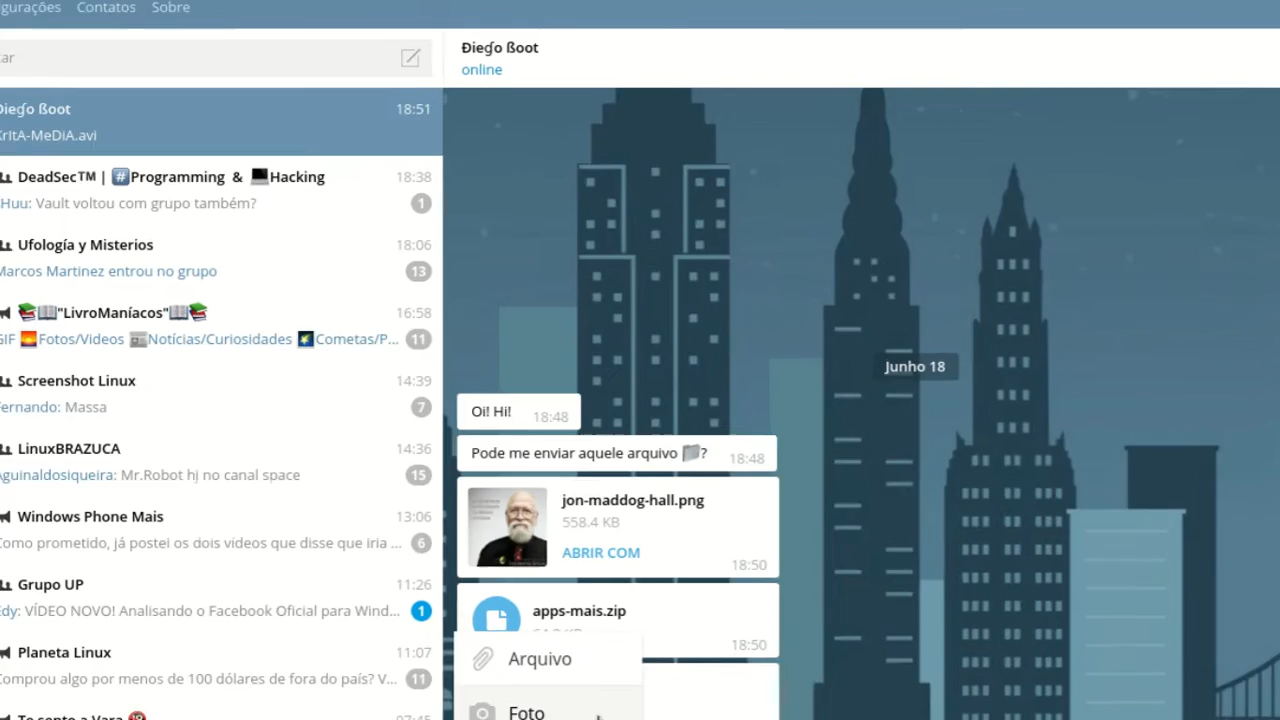 gurações Contatos Sobre
ar
Ðieɠo ßoot
online
Ðieɠo ßoot 18:51
KritA-MeDiA.avi
DeadSec™ | #️⃣Programming & 💻Hacking 18:38
Huu: Vault voltou com grupo também? 1
Ufología y Misterios 18:06
Marcos Martinez entrou no grupo 13
📚📖"LivroManíacos"📖📚 16:58
GIF 🌅Fotos/Videos 📰Notícias/Curiosidades 🌠Cometas/P... 11
Screenshot Linux 14:39
Fernando: Massa 7
LinuxBRAZUCA 14:36
Aguinaldosiqueira: Mr.Robot hj no canal space 15
Windows Phone Mais 13:06
Como prometido, já postei os dois videos que disse que iria ... 6
Grupo UP 11:26
Edy: VÍDEO NOVO! Analisando o Facebook Oficial para Wind... 1
Planeta Linux 11:07
Comprou algo por menos de 100 dólares de fora do país? V... 11
Junho 18
Oi! Hi! 18:48
Pode me enviar aquele arquivo 📁? 18:48
jon-maddog-hall.png
558.4 KB
ABRIR COM
18:50
apps-mais.zip
18:50
Arquivo
Foto